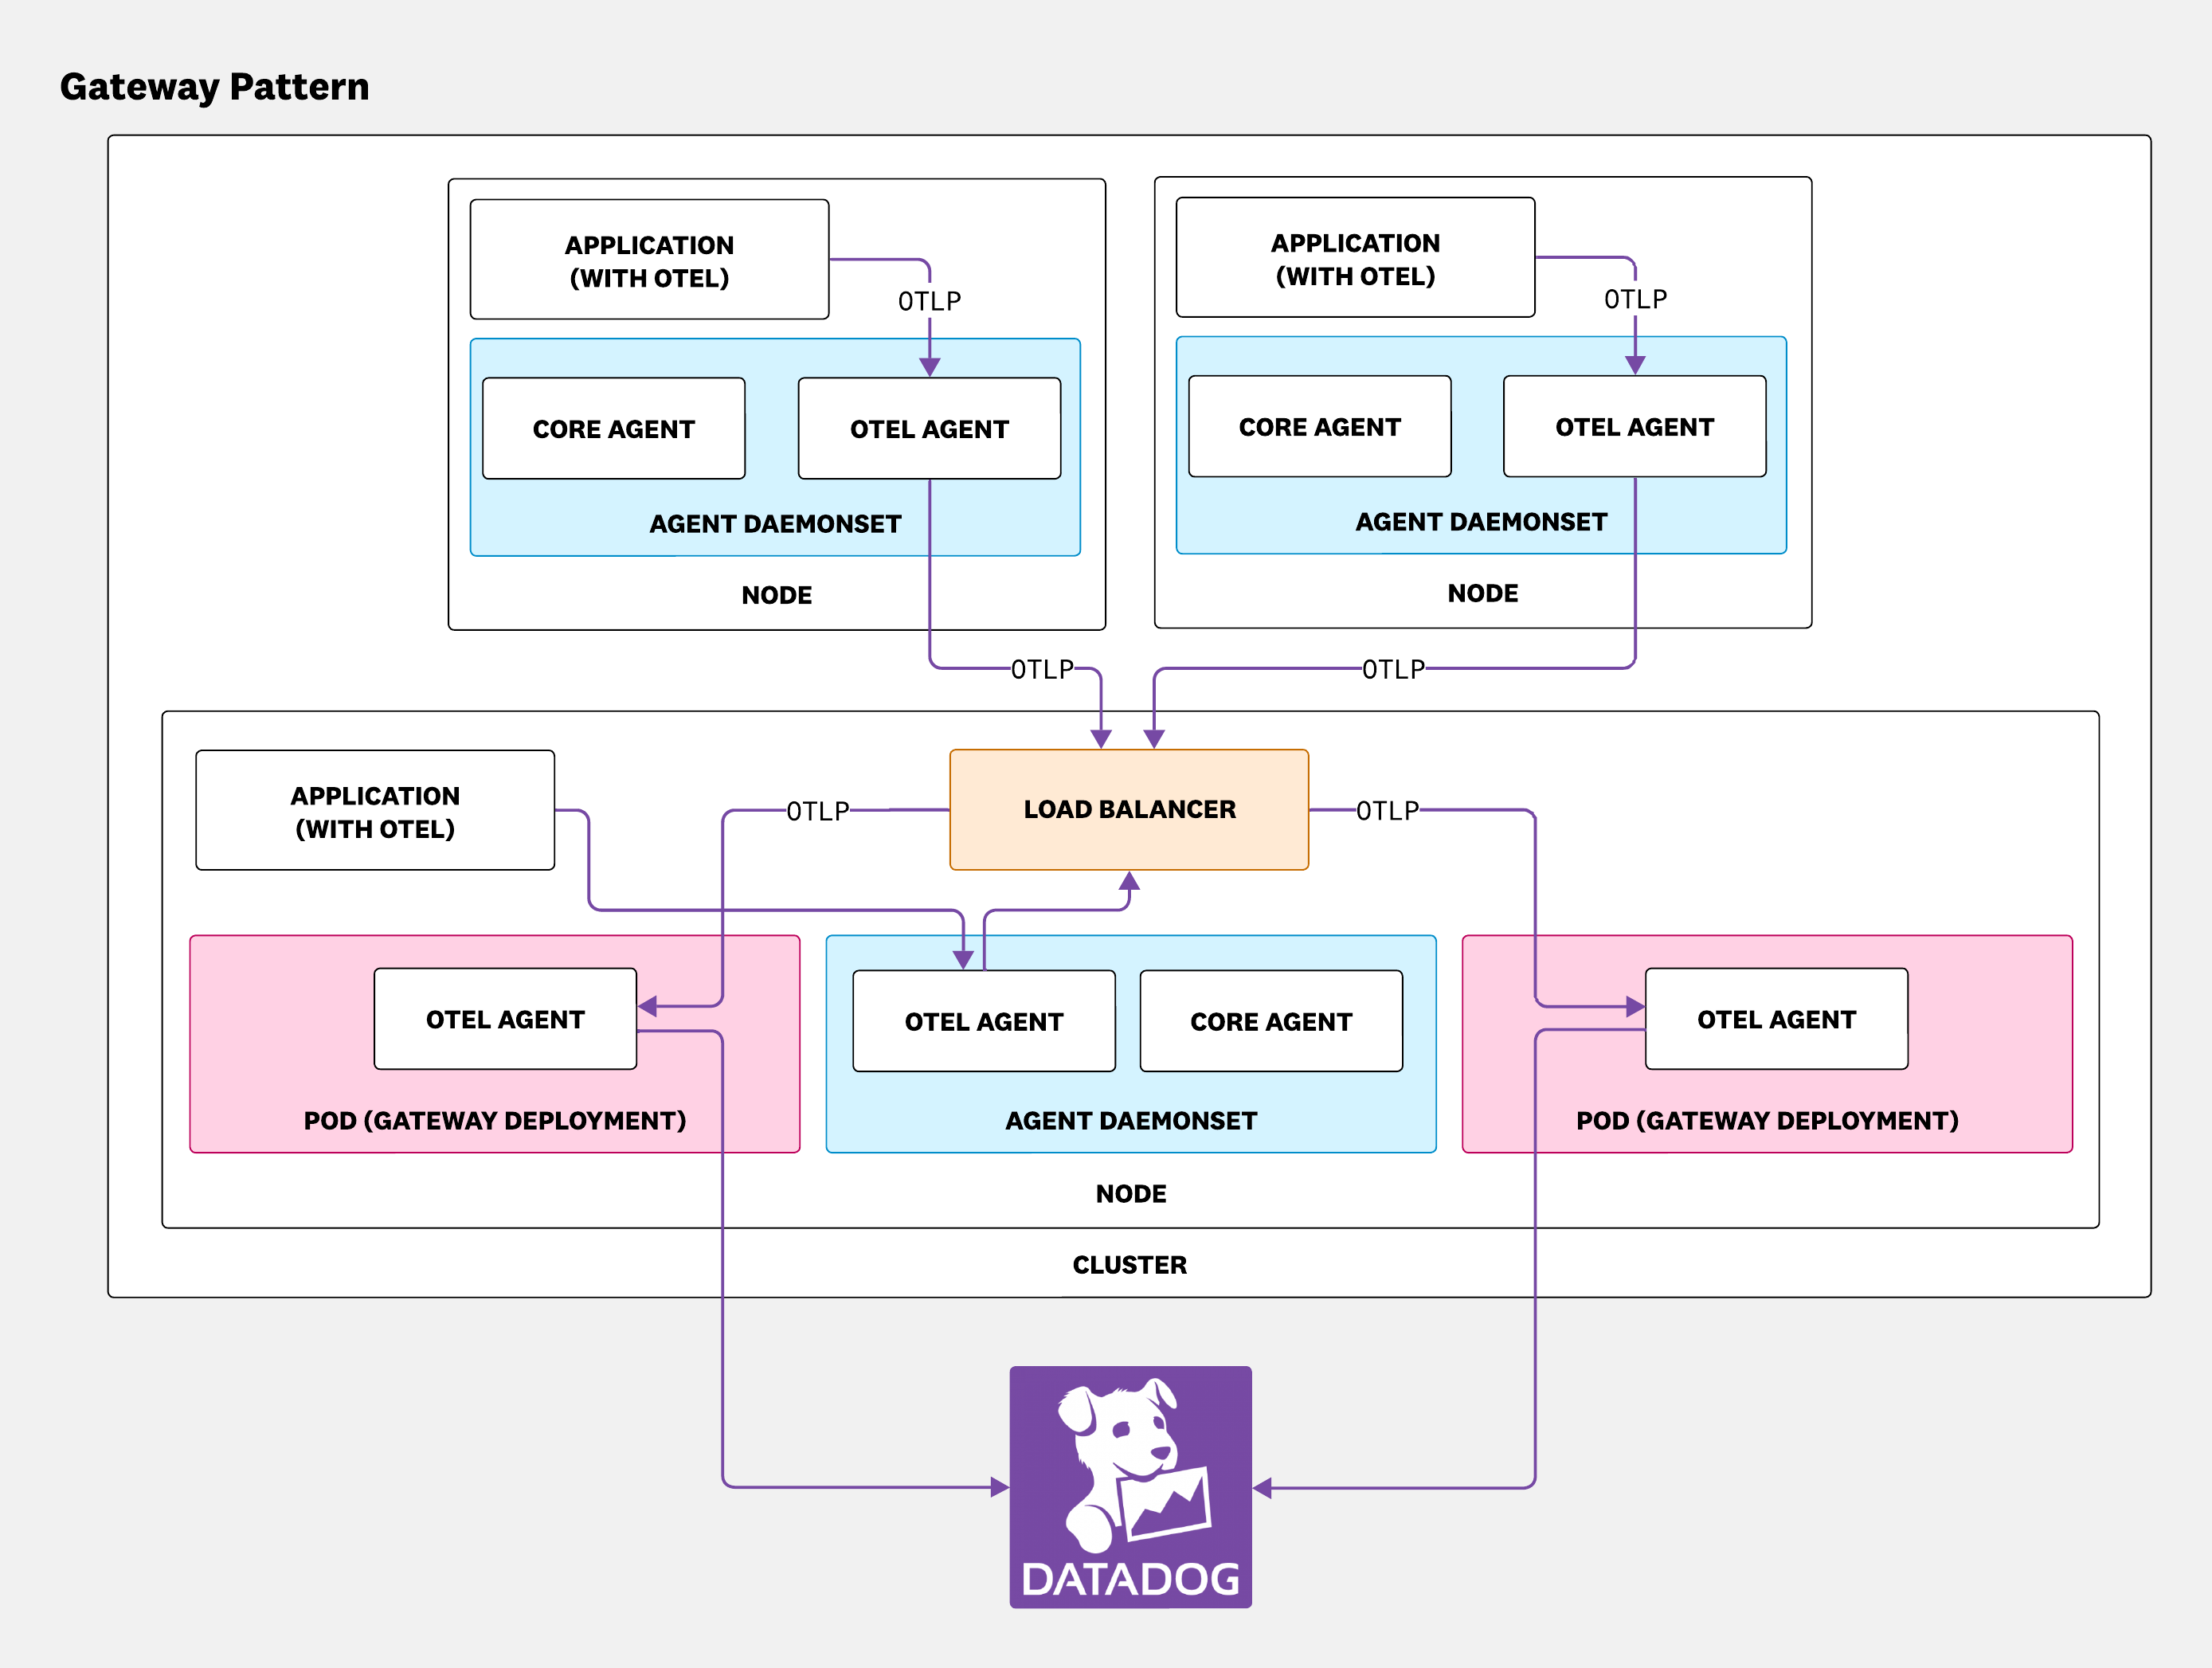 Gateway Pattern
APPLICATION
(WITH OTEL)
OTLP
CORE AGENT
OTEL AGENT
AGENT DAEMONSET
NODE
APPLICATION
(WITH OTEL)
OTLP
CORE AGENT
OTEL AGENT
AGENT DAEMONSET
NODE
OTLP
OTLP
APPLICATION
(WITH OTEL)
OTLP
LOAD BALANCER
OTLP
OTEL AGENT
POD (GATEWAY DEPLOYMENT)
OTEL AGENT
CORE AGENT
AGENT DAEMONSET
OTEL AGENT
POD (GATEWAY DEPLOYMENT)
NODE
CLUSTER
DATADOG